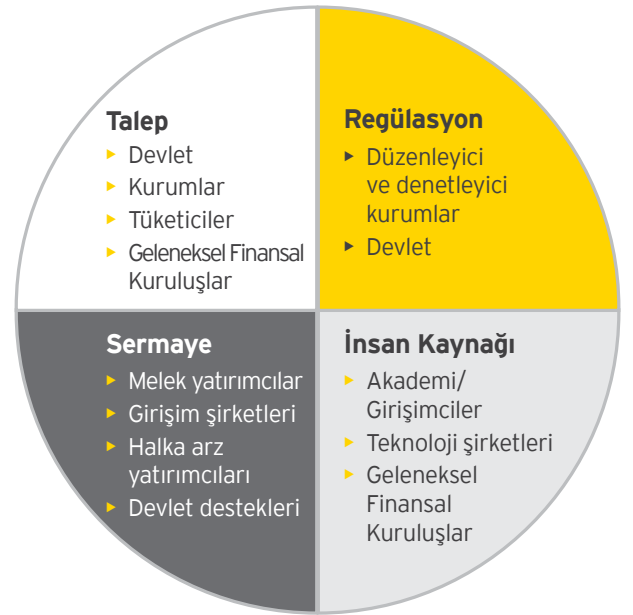 Talep
▸ Devlet
▸ Kurumlar
▸ Tüketiciler
▸ Geleneksel Finansal
Kuruluşlar
Regülasyon
▸ Düzenleyici
ve denetleyici
kurumlar
▸ Devlet
Sermaye
▸ Melek yatırımcılar
▸ Girişim şirketleri
▸ Halka arz
yatırımcıları
▸ Devlet destekleri
İnsan Kaynağı
▸ Akademi/
Girişimciler
▸ Teknoloji şirketleri
▸ Geleneksel
Finansal
Kuruluşlar